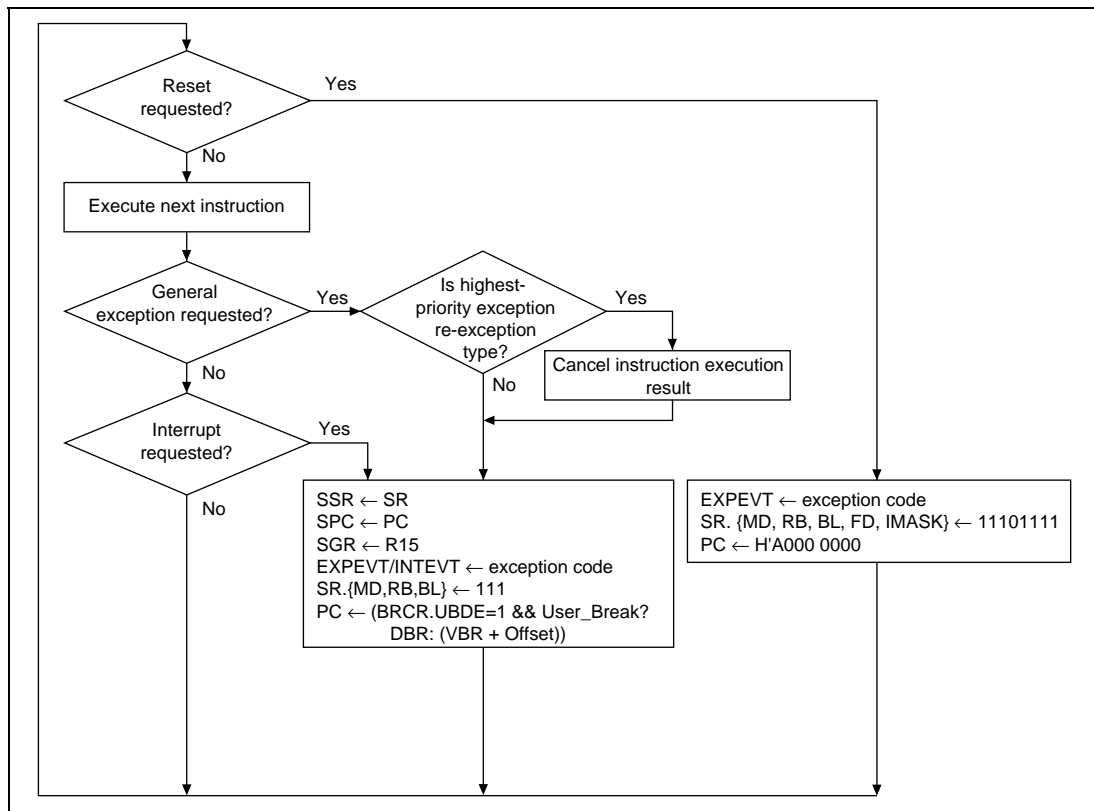 Reset
requested?
Yes
No
Execute next instruction
General
exception requested?
Yes
Is highest-
priority exception
re-exception
type?
Yes
Cancel instruction execution
result
No
No
Interrupt
requested?
Yes
No
SSR ← SR
SPC ← PC
SGR ← R15
EXPEVT/INTEVT ← exception code
SR.{MD,RB,BL} ← 111
PC ← (BRCR.UBDE=1 && User_Break?
DBR: (VBR + Offset))
EXPEVT ← exception code
SR. {MD, RB, BL, FD, IMASK} ← 11101111
PC ← H'A000 0000